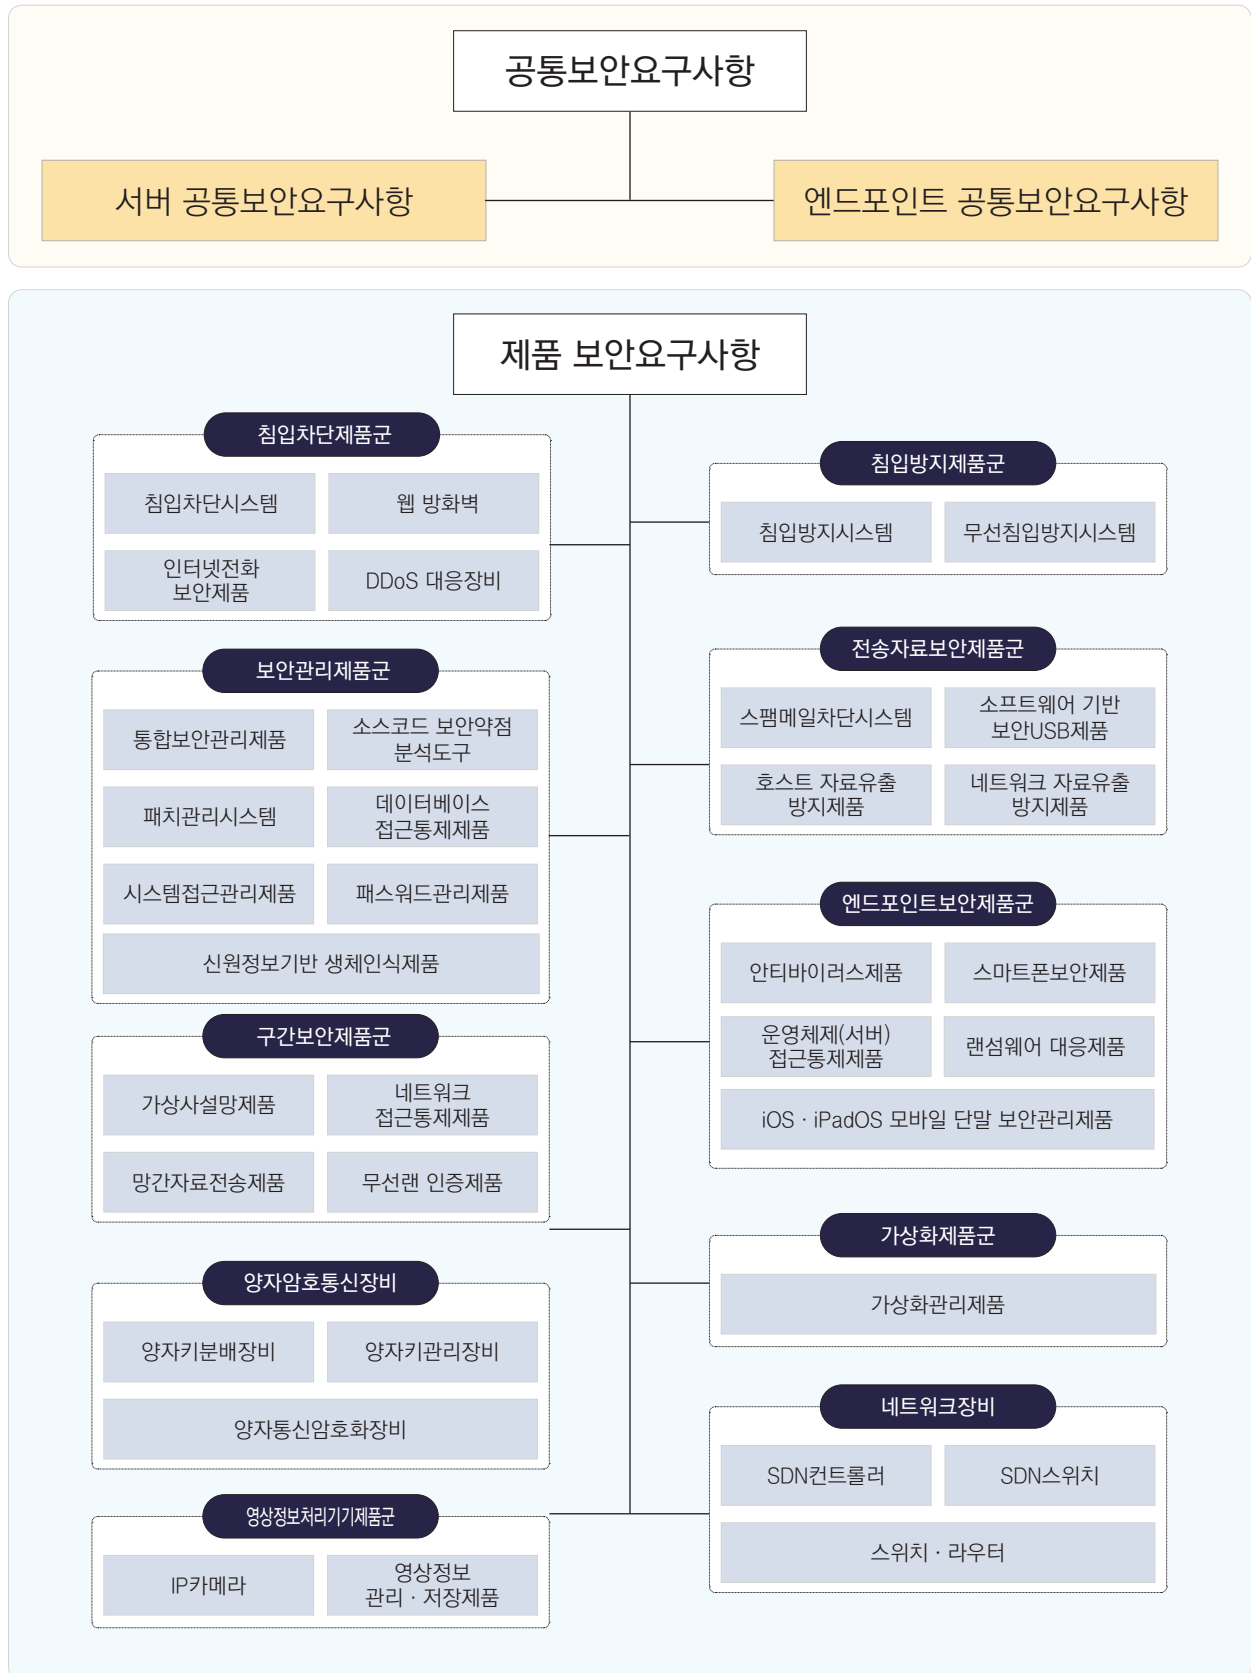 공통보안요구사항
서버 공통보안요구사항
엔드포인트 공통보안요구사항
제품 보안요구사항
침입차단제품군
침입차단시스템
웹 방화벽
인터넷전화
보안제품
DDoS 대응장비
침입방지제품군
침입방지시스템
무선침입방지시스템
보안관리제품군
통합보안관리제품
소스코드 보안약점
분석도구
패치관리시스템
데이터베이스
접근통제제품
시스템접근관리제품
패스워드관리제품
신원정보기반 생체인식제품
전송자료보안제품군
스팸메일차단시스템
소프트웨어 기반
보안USB제품
호스트 자료유출
방지제품
네트워크 자료유출
방지제품
엔드포인트보안제품군
안티바이러스제품
스마트폰보안제품
운영체제(서버)
접근통제제품
랜섬웨어 대응제품
iOS · iPadOS 모바일 단말 보안관리제품
구간보안제품군
가상사설망제품
네트워크
접근통제제품
망간자료전송제품
무선랜 인증제품
가상화제품군
가상화관리제품
양자암호통신장비
양자키분배장비
양자키관리장비
양자통신암호화장비
네트워크장비
SDN컨트롤러
SDN스위치
스위치 · 라우터
영상정보처리기기제품군
IP카메라
영상정보
관리 · 저장제품